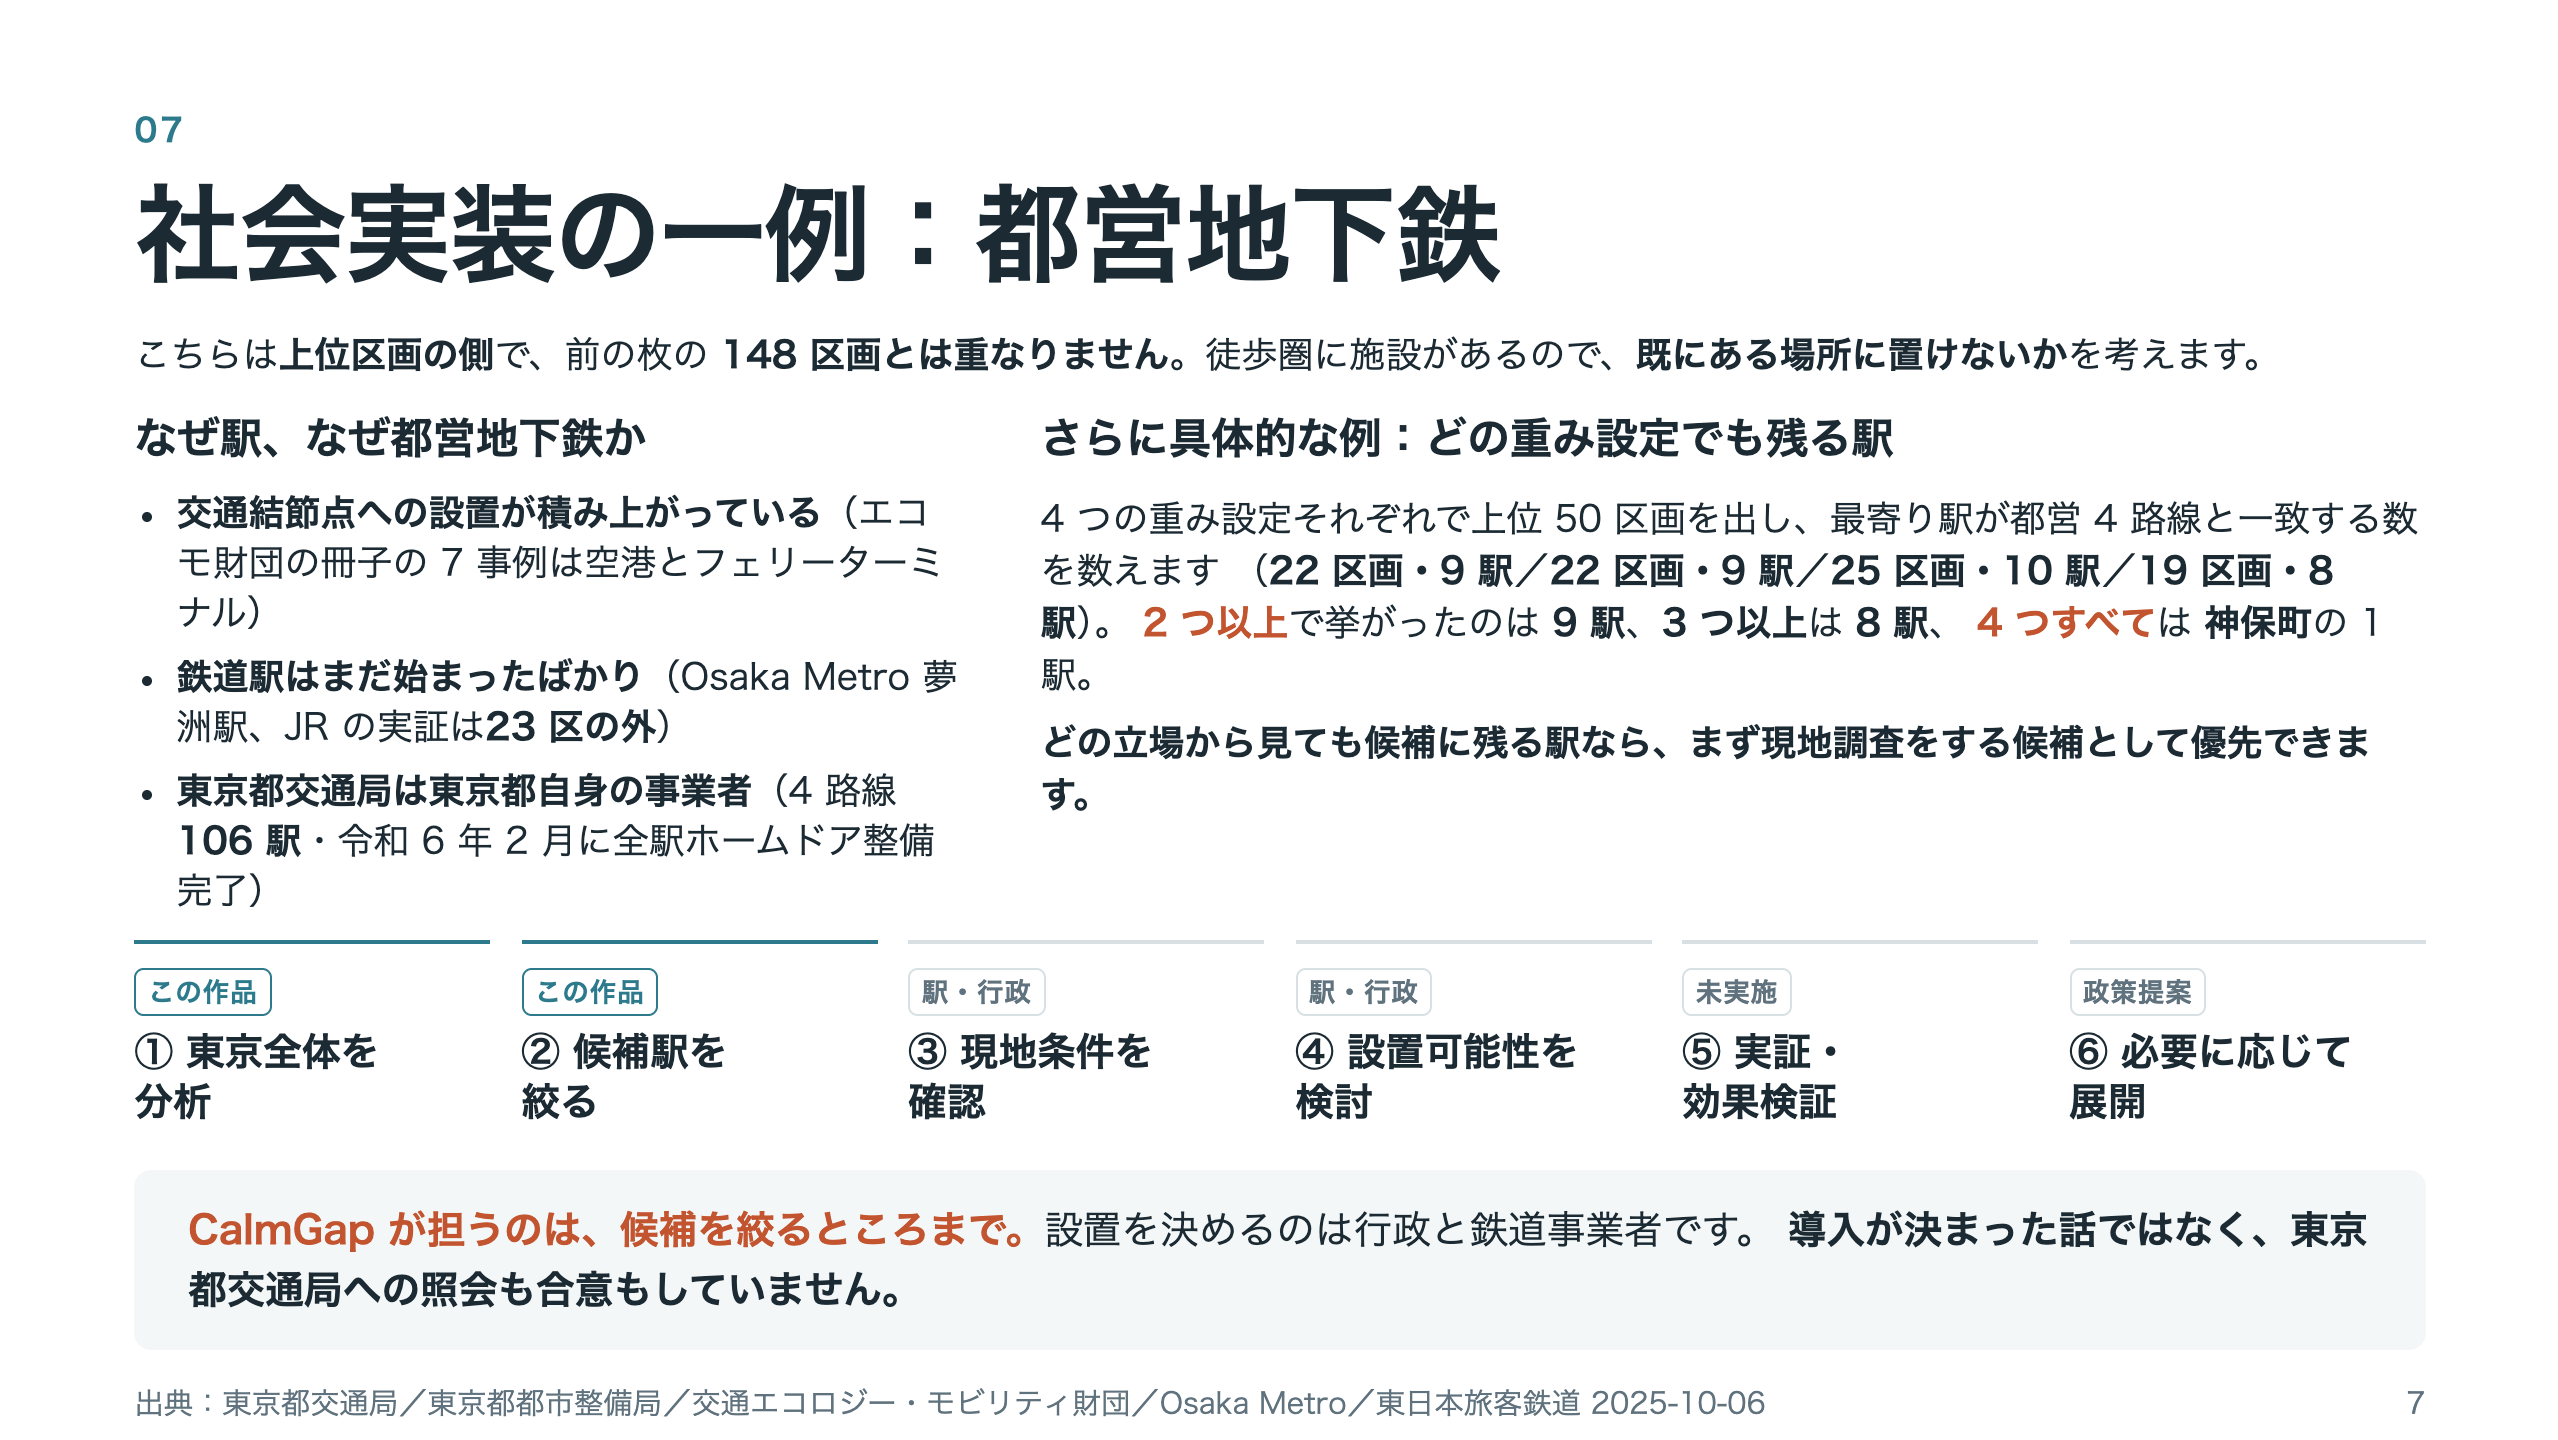 07
社会実装の一例：都営地下鉄
こちらは上位区画の側で、前の枚の 148 区画とは重なりません。徒歩圏に施設があるので、既にある場所に置けないかを考えます。
なぜ駅、なぜ都営地下鉄か
• 交通結節点への設置が積み上がっている（エコ
モ財団の冊子の 7 事例は空港とフェリーターミ
ナル）
• 鉄道駅はまだ始まったばかり（Osaka Metro 夢
洲駅、JR の実証は23 区の外）
• 東京都交通局は東京都自身の事業者（4 路線
106 駅・令和 6 年 2 月に全駅ホームドア整備
完了）
さらに具体的な例：どの重み設定でも残る駅
4 つの重み設定それぞれで上位 50 区画を出し、最寄り駅が都営 4 路線と一致する数
を数えます （22 区画・9 駅／22 区画・9 駅／25 区画・10 駅／19 区画・8
駅）。 2 つ以上で挙がったのは 9 駅、3 つ以上は 8 駅、 4 つすべては 神保町の 1
駅。
どの立場から見ても候補に残る駅なら、まず現地調査をする候補として優先できま
す。
この作品
① 東京全体を
分析
この作品
② 候補駅を
絞る
駅・行政
③ 現地条件を
確認
駅・行政
④ 設置可能性を
検討
未実施
⑤ 実証・
効果検証
政策提案
⑥ 必要に応じて
展開
CalmGap が担うのは、候補を絞るところまで。設置を決めるのは行政と鉄道事業者です。 導入が決まった話ではなく、東京
都交通局への照会も合意もしていません。
出典：東京都交通局／東京都都市整備局／交通エコロジー・モビリティ財団／Osaka Metro／東日本旅客鉄道 2025-10-06
7